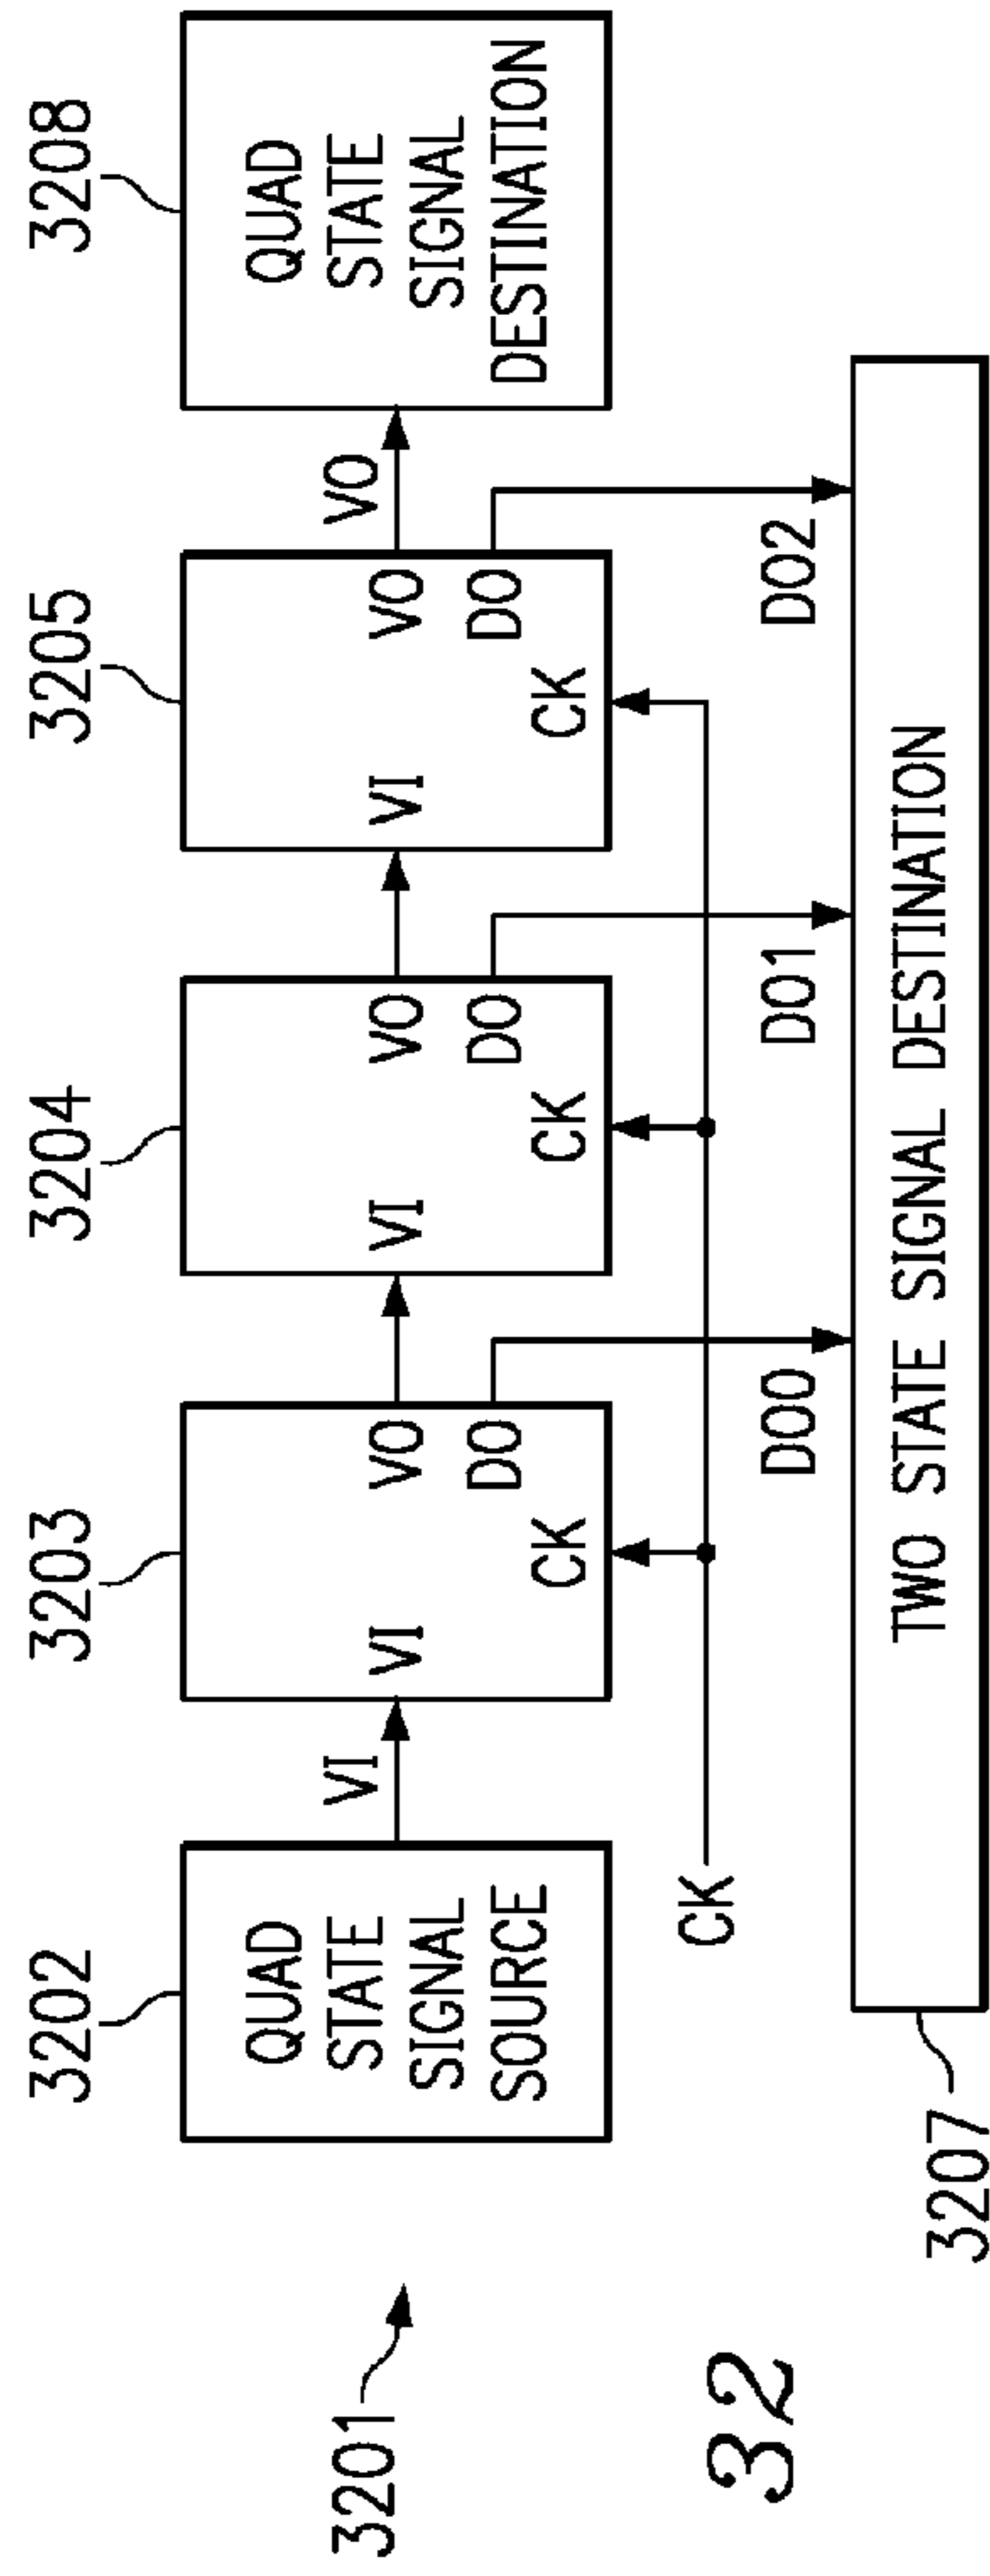 3202
3203
3204
3205
3208
QUAD
STATE
SIGNAL
SOURCE
VI
VI
VO
DO
CK
VI
VO
DO
CK
VI
VO
DO
CK
VO
QUAD
STATE
SIGNAL
DESTINATION
3201
CK
DO0
DO1
DO2
TWO STATE SIGNAL DESTINATION
3207
32